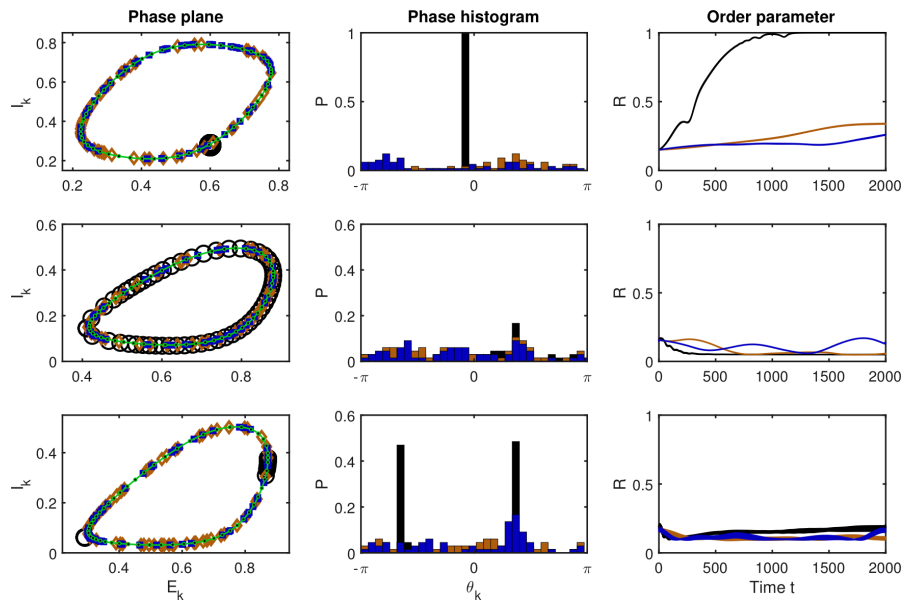 Phase plane
Phase histogram
Order parameter
I_k
0.8
0.6
0.4
0.2
0.2 0.4 0.6 0.8
P
1
0.5
0
-π 0 π
R
1
0.5
0
0 500 1000 1500 2000
I_k
0.6
0.4
0.2
0
0.4 0.6 0.8
P
0.6
0.4
0.2
0
-π 0 π
R
1
0.5
0
0 500 1000 1500 2000
I_k
0.4
0.2
0
0.4 0.6 0.8
E_k
P
0.6
0.4
0.2
0
-π 0 π
θ_k
R
1
0.5
0
0 500 1000 1500 2000
Time t